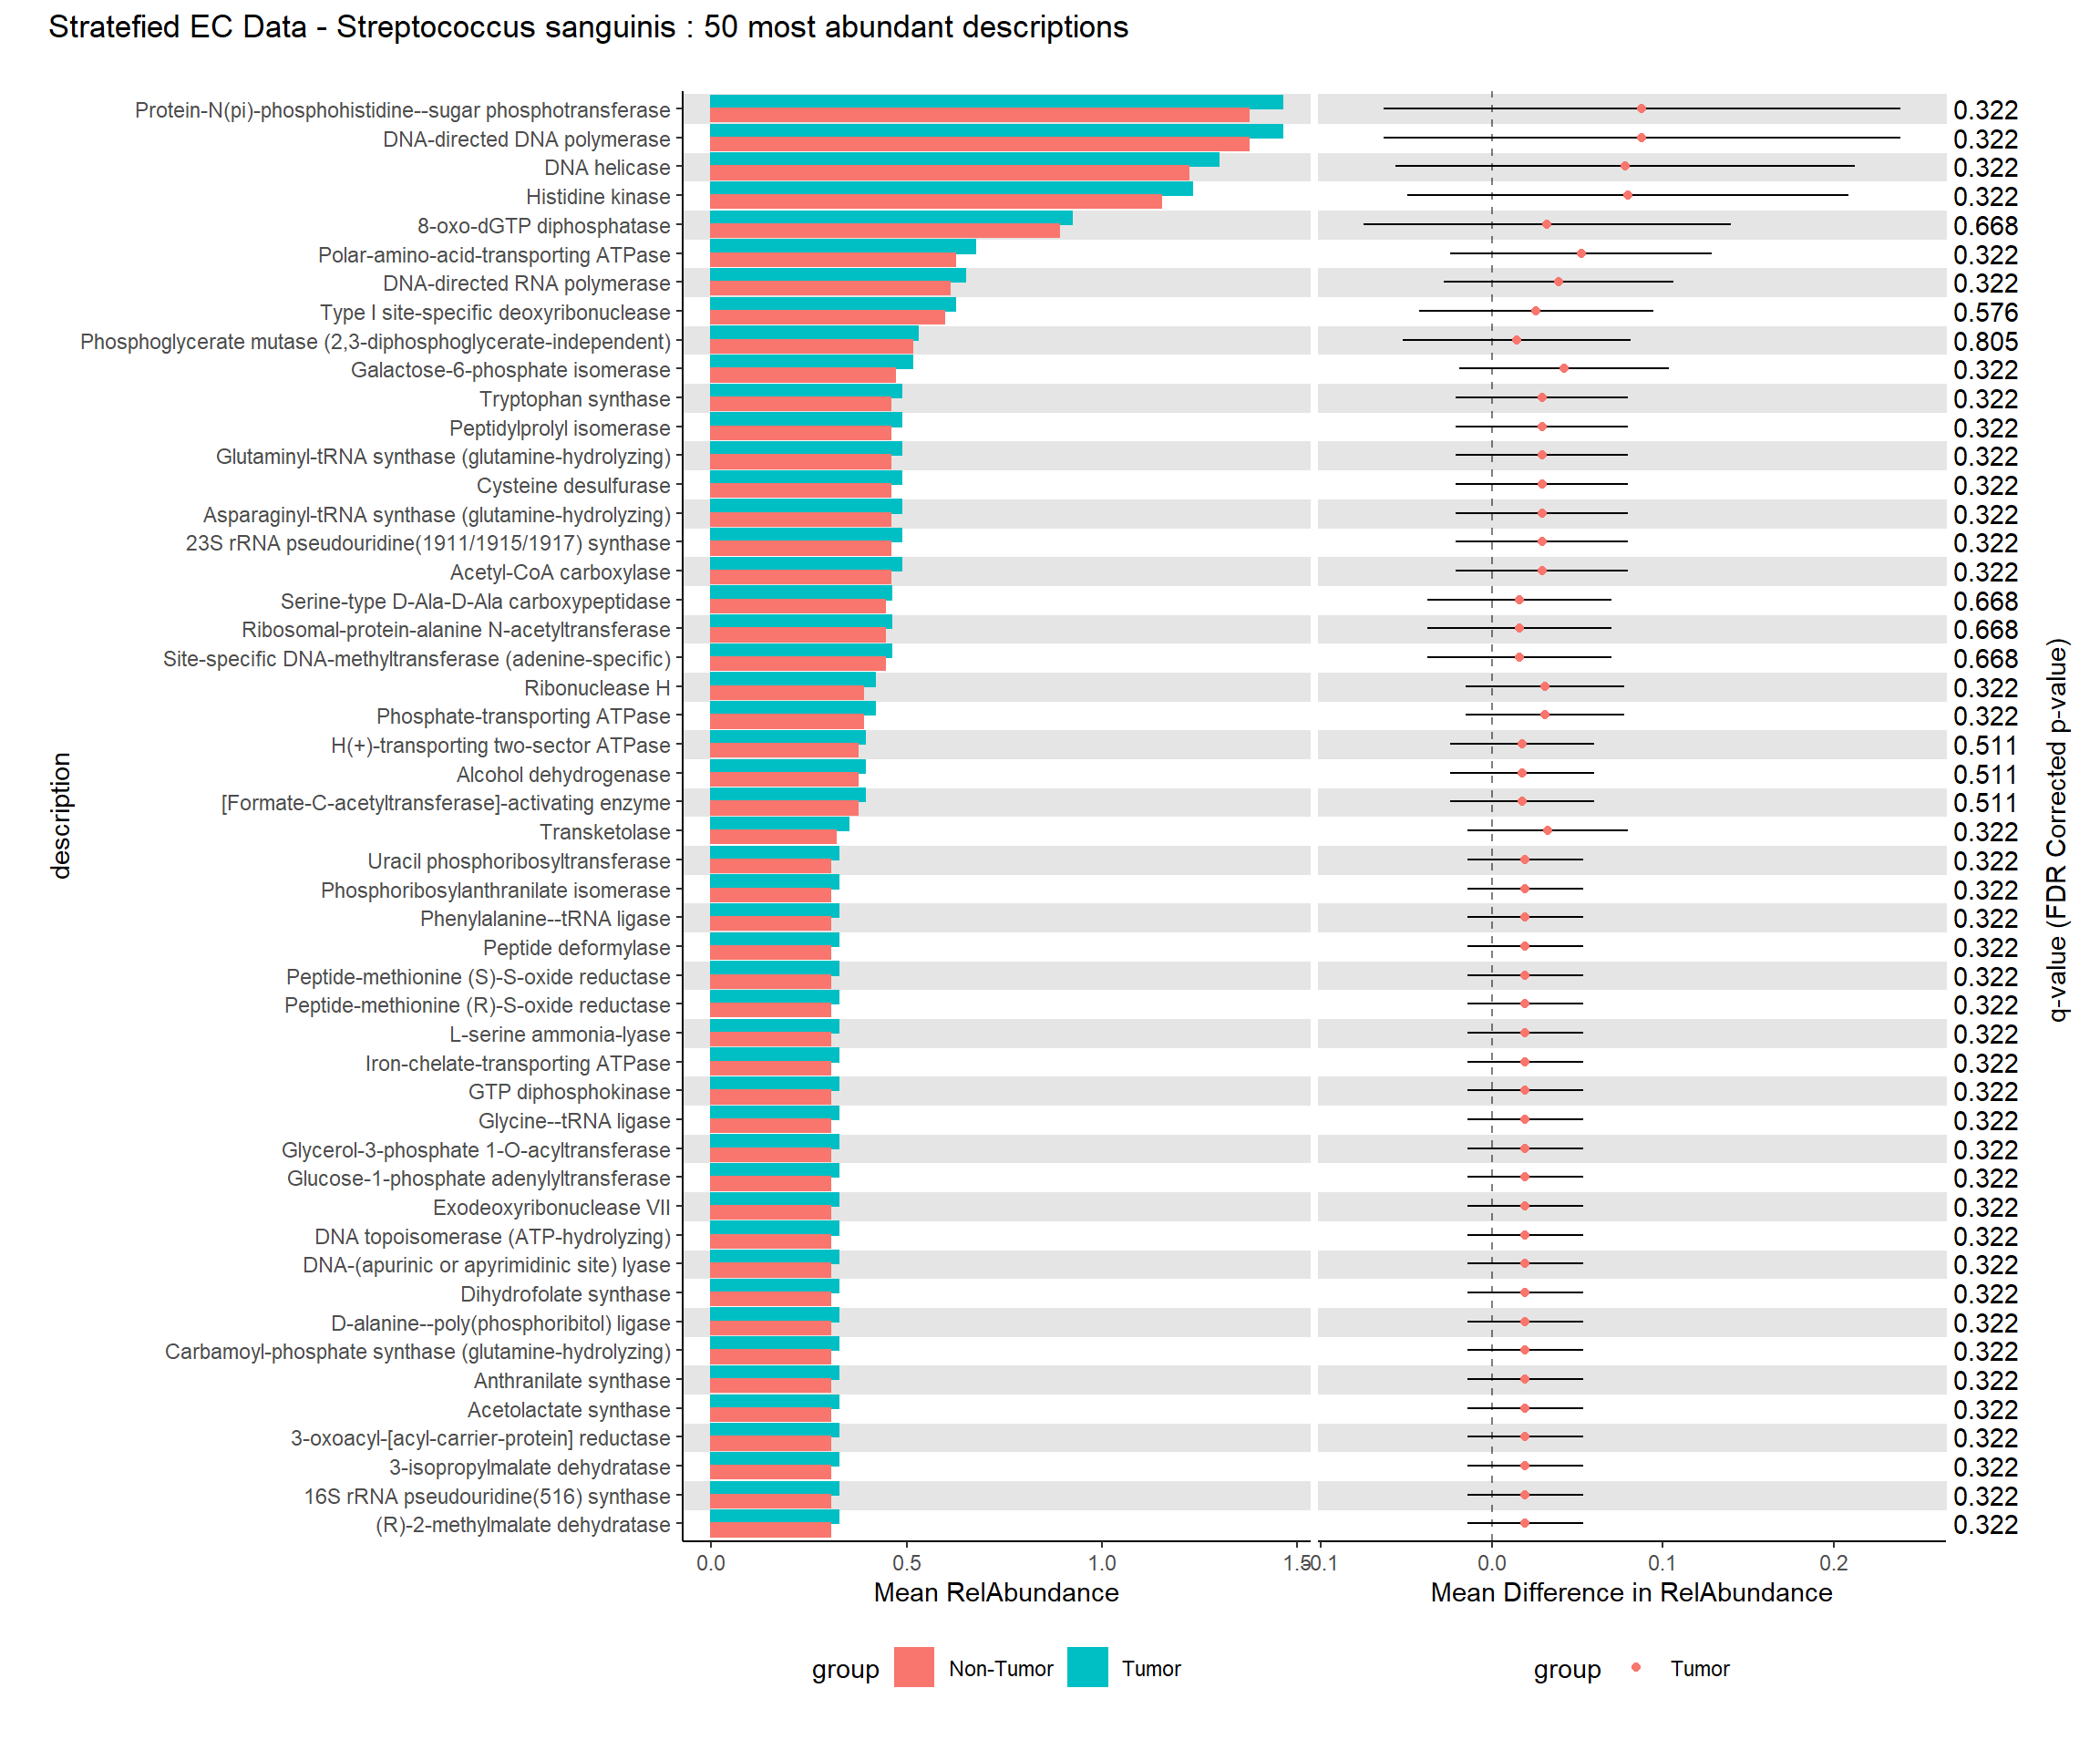 Stratefied EC Data - Streptococcus sanguinis : 50 most abundant descriptions
Protein-N(pi)-phosphohistidine--sugar phosphotransferase 0.322
DNA-directed DNA polymerase 0.322
DNA helicase 0.322
Histidine kinase 0.322
8-oxo-dGTP diphosphatase 0.668
Polar-amino-acid-transporting ATPase 0.322
DNA-directed RNA polymerase 0.322
Type I site-specific deoxyribonuclease 0.576
Phosphoglycerate mutase (2,3-diphosphoglycerate-independent) 0.805
Galactose-6-phosphate isomerase 0.322
Tryptophan synthase 0.322
Peptidylprolyl isomerase 0.322
Glutaminyl-tRNA synthase (glutamine-hydrolyzing) 0.322
Cysteine desulfurase 0.322
Asparaginyl-tRNA synthase (glutamine-hydrolyzing) 0.322
23S rRNA pseudouridine(1911/1915/1917) synthase 0.322
Acetyl-CoA carboxylase 0.322
Serine-type D-Ala-D-Ala carboxypeptidase 0.668
Ribosomal-protein-alanine N-acetyltransferase 0.668
Site-specific DNA-methyltransferase (adenine-specific) 0.668
Ribonuclease H 0.322
Phosphate-transporting ATPase 0.322
H(+)-transporting two-sector ATPase 0.511
Alcohol dehydrogenase 0.511
[Formate-C-acetyltransferase]-activating enzyme 0.511
Transketolase 0.322
Uracil phosphoribosyltransferase 0.322
Phosphoribosylanthranilate isomerase 0.322
Phenylalanine--tRNA ligase 0.322
Peptide deformylase 0.322
Peptide-methionine (S)-S-oxide reductase 0.322
Peptide-methionine (R)-S-oxide reductase 0.322
L-serine ammonia-lyase 0.322
Iron-chelate-transporting ATPase 0.322
GTP diphosphokinase 0.322
Glycine--tRNA ligase 0.322
Glycerol-3-phosphate 1-O-acyltransferase 0.322
Glucose-1-phosphate adenylyltransferase 0.322
Exodeoxyribonuclease VII 0.322
DNA topoisomerase (ATP-hydrolyzing) 0.322
DNA-(apurinic or apyrimidinic site) lyase 0.322
Dihydrofolate synthase 0.322
D-alanine--poly(phosphoribitol) ligase 0.322
Carbamoyl-phosphate synthase (glutamine-hydrolyzing) 0.322
Anthranilate synthase 0.322
Acetolactate synthase 0.322
3-oxoacyl-[acyl-carrier-protein] reductase 0.322
3-isopropylmalate dehydratase 0.322
16S rRNA pseudouridine(516) synthase 0.322
(R)-2-methylmalate dehydratase 0.322
description
q-value (FDR Corrected p-value)
0.0 0.5 1.0 1.5 -0.1 0.0 0.1 0.2
Mean RelAbundance Mean Difference in RelAbundance
group Non-Tumor Tumor group Tumor